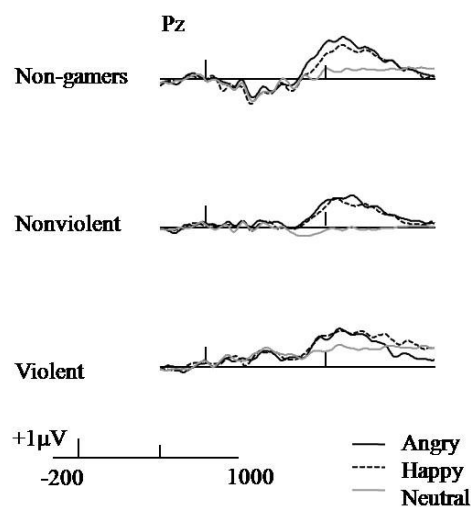 Pz
Non-gamers
Nonviolent
Violent
+1μV
-200 1000
Angry
Happy
Neutral